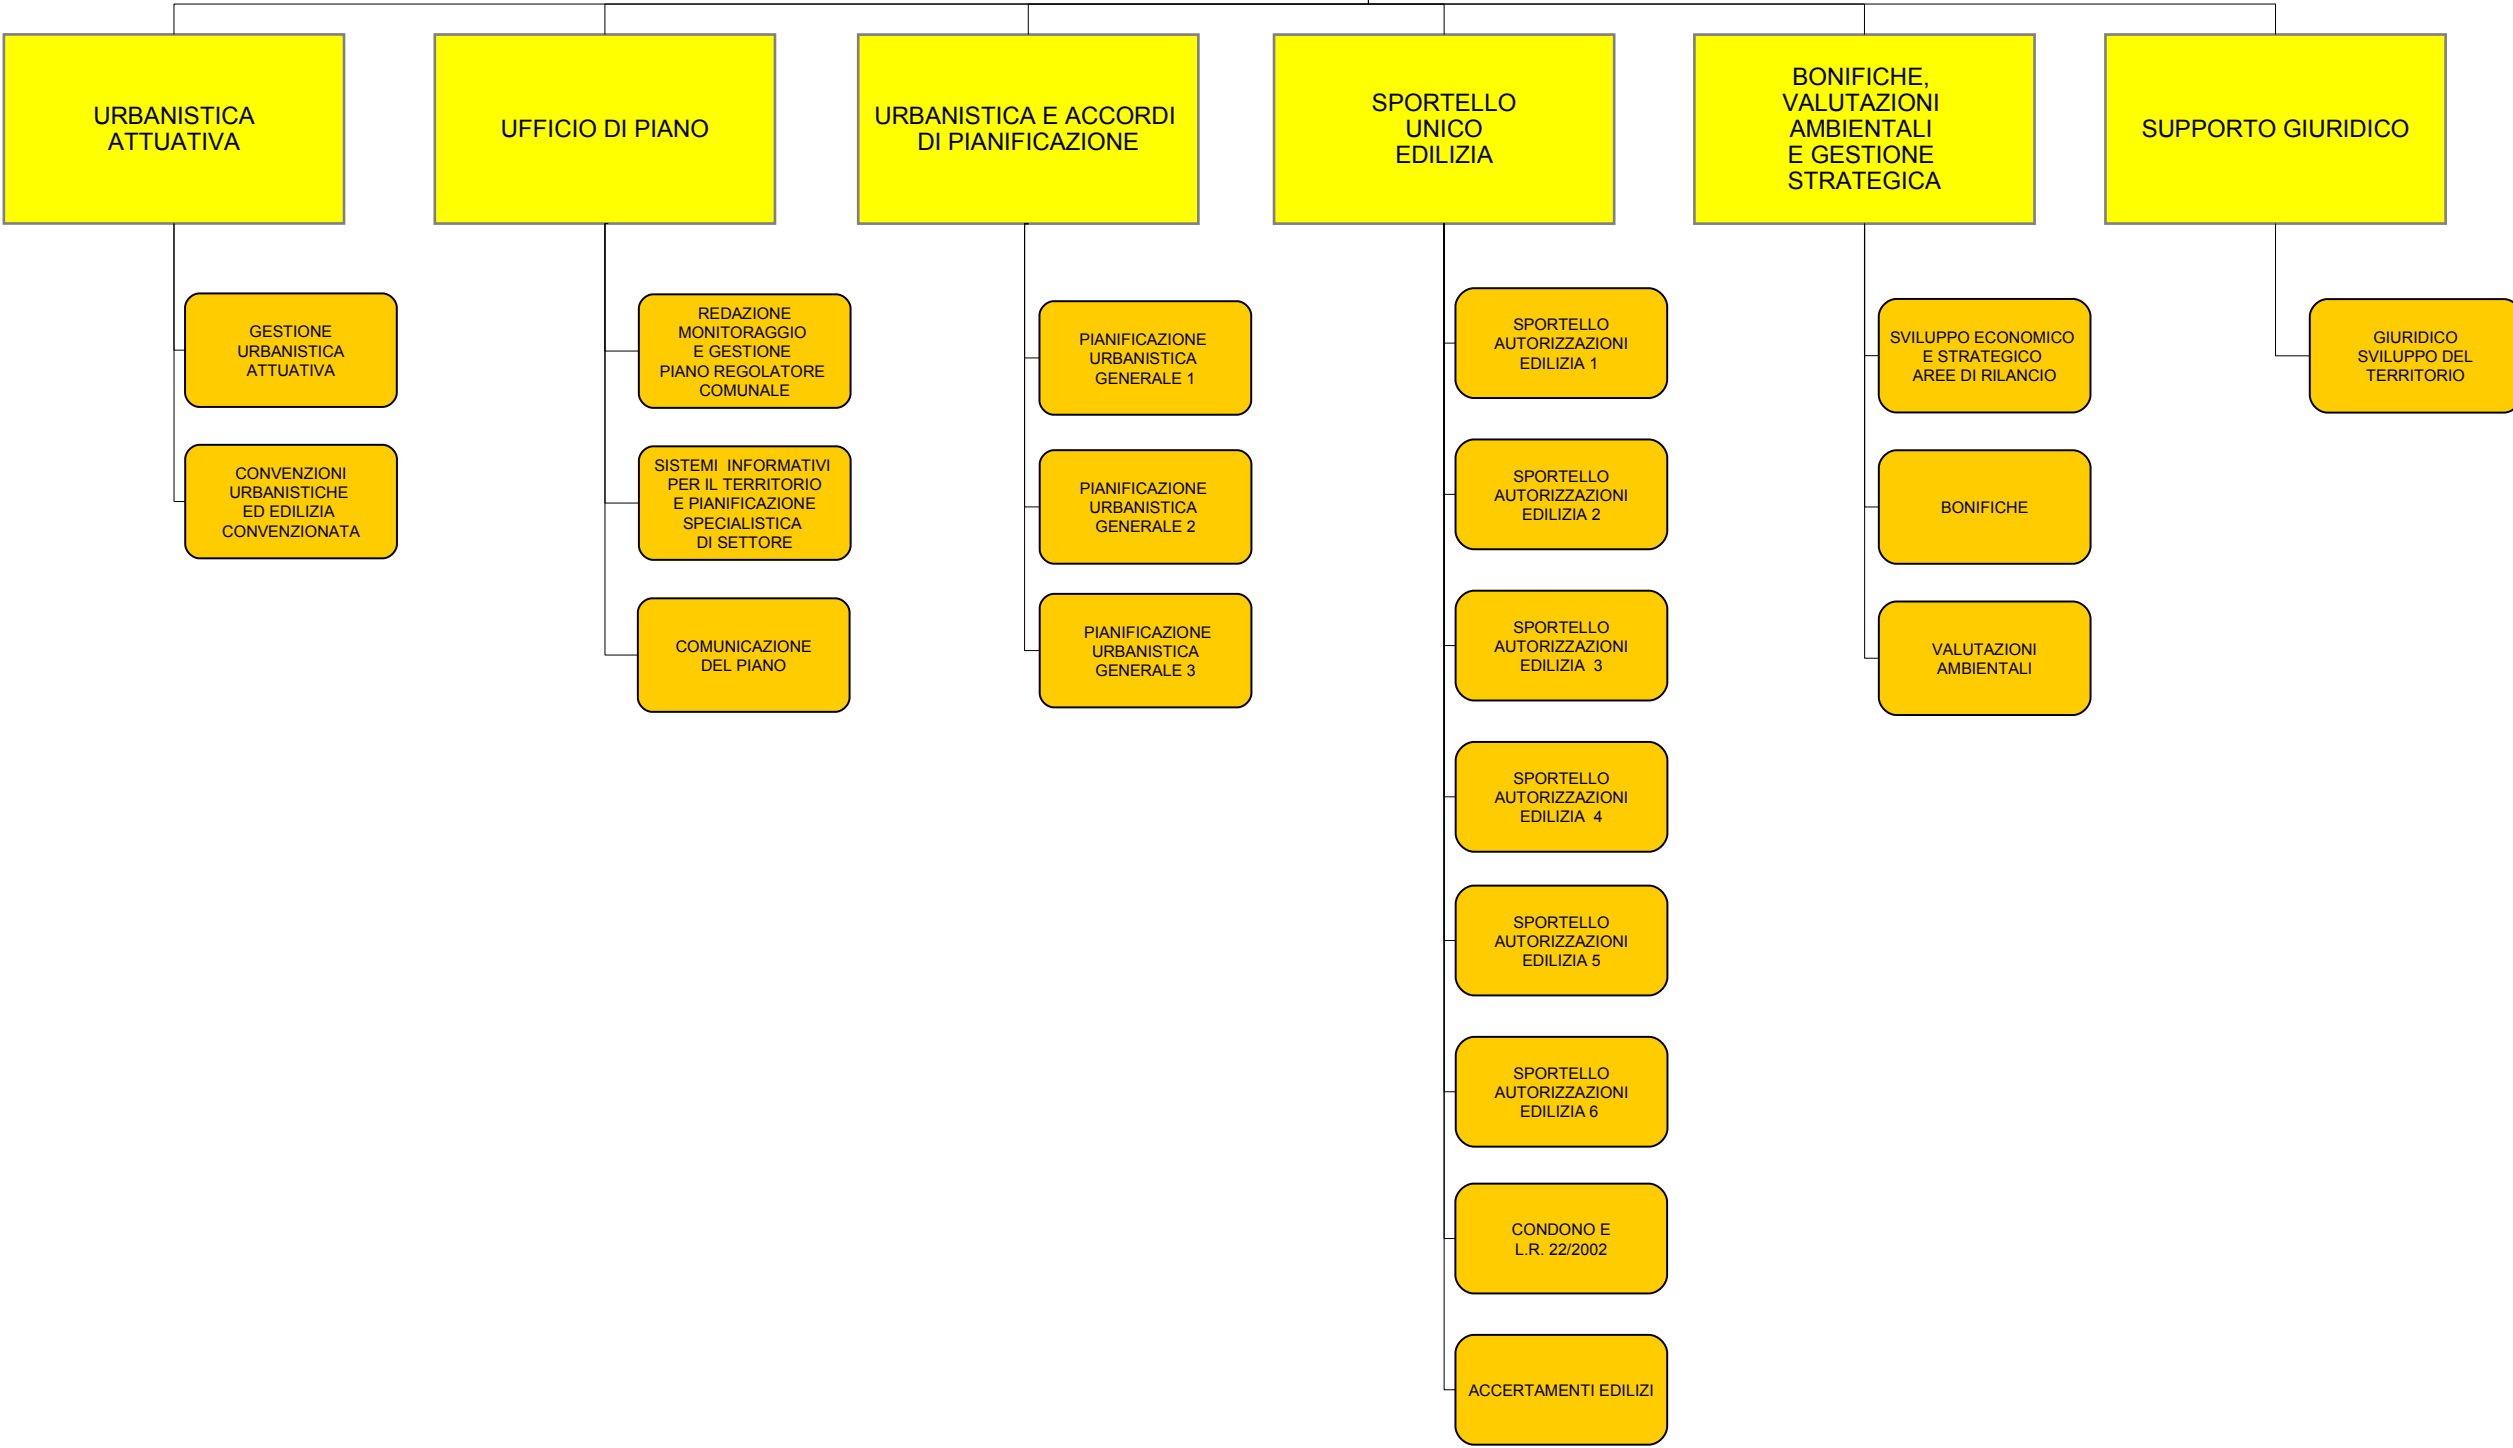 URBANISTICA
ATTUATIVA
UFFICIO DI PIANO
URBANISTICA E ACCORDI
DI PIANIFICAZIONE
SPORTELLO
UNICO
EDILIZIA
BONIFICHE,
VALUTAZIONI
AMBIENTALI
E GESTIONE
STRATEGICA
SUPPORTO GIURIDICO
GESTIONE
URBANISTICA
ATTUATIVA
CONVENZIONI
URBANISTICHE
ED EDILIZIA
CONVENZIONATA
REDAZIONE
MONITORAGGIO
E GESTIONE
PIANO REGOLATORE
COMUNALE
SISTEMI INFORMATIVI
PER IL TERRITORIO
E PIANIFICAZIONE
SPECIALISTICA
DI SETTORE
COMUNICAZIONE
DEL PIANO
PIANIFICAZIONE
URBANISTICA
GENERALE 1
PIANIFICAZIONE
URBANISTICA
GENERALE 2
PIANIFICAZIONE
URBANISTICA
GENERALE 3
SPORTELLO
AUTORIZZAZIONI
EDILIZIA 1
SPORTELLO
AUTORIZZAZIONI
EDILIZIA 2
SPORTELLO
AUTORIZZAZIONI
EDILIZIA 3
SPORTELLO
AUTORIZZAZIONI
EDILIZIA 4
SPORTELLO
AUTORIZZAZIONI
EDILIZIA 5
SPORTELLO
AUTORIZZAZIONI
EDILIZIA 6
CONDONO E
L.R. 22/2002
ACCERTAMENTI EDILIZI
SVILUPPO ECONOMICO
E STRATEGICO
AREE DI RILANCIO
BONIFICHE
VALUTAZIONI
AMBIENTALI
GIURIDICO
SVILUPPO DEL
TERRITORIO